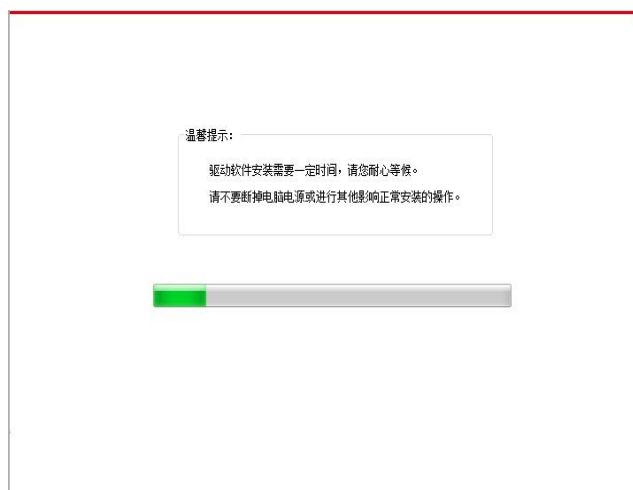 温馨提示：
驱动软件安装需要一定时间，请您耐心等候。
请不要断掉电脑电源或进行其他影响正常安装的操作。